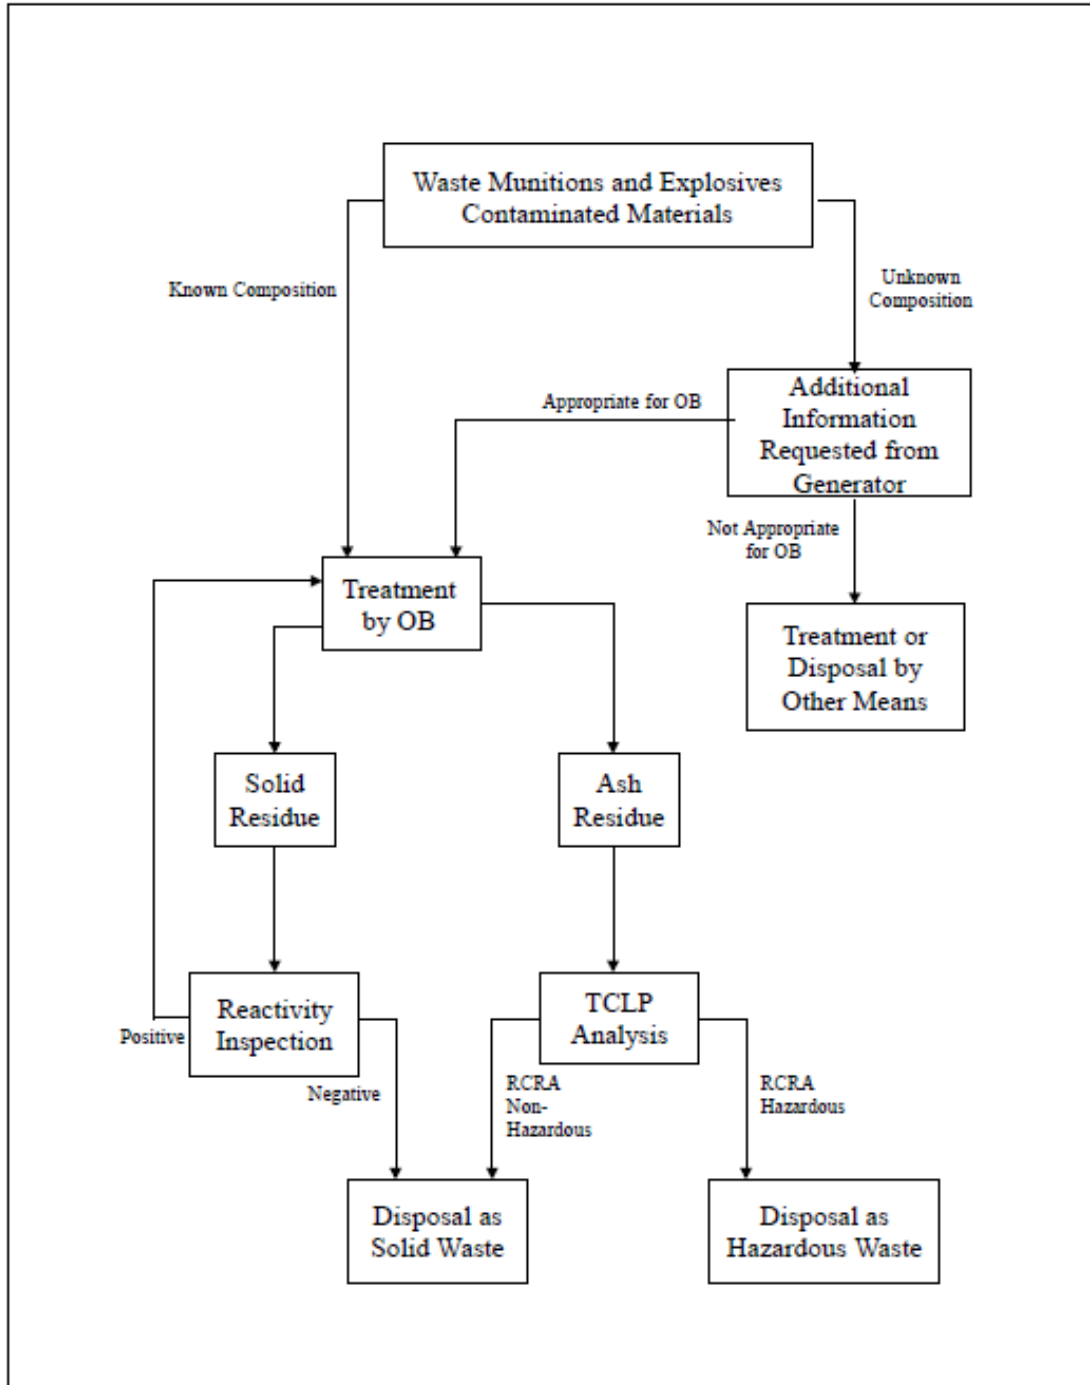 Waste Munitions and Explosives
Contaminated Materials
Known Composition
Unknown
Composition
Additional
Information
Requested from
Generator
Appropriate for OB
Not Appropriate
for OB
Treatment
by OB
Treatment or
Disposal by
Other Means
Solid
Residue
Ash
Residue
Reactivity
Inspection
TCLP
Analysis
Positive
Negative
RCRA
Non-
Hazardous
RCRA
Hazardous
Disposal as
Solid Waste
Disposal as
Hazardous Waste